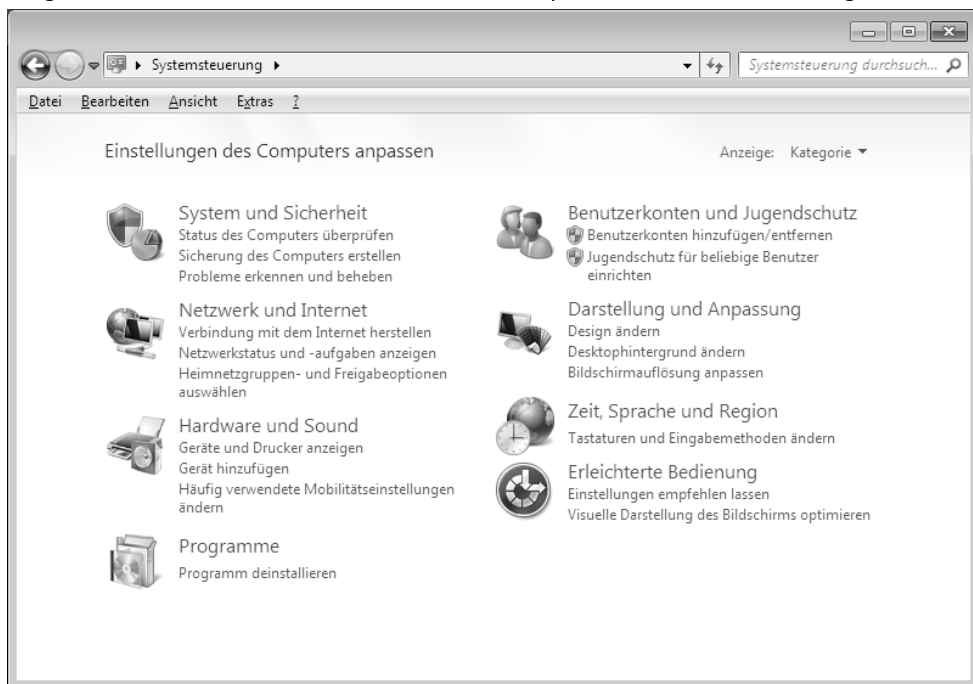 Systemsteuerung
Systemsteuerung durchsuch...
Datei Bearbeiten Ansicht Extras ?
Einstellungen des Computers anpassen
Anzeige: Kategorie
System und Sicherheit
Status des Computers überprüfen
Sicherung des Computers erstellen
Probleme erkennen und beheben
Netzwerk und Internet
Verbindung mit dem Internet herstellen
Netzwerkstatus und -aufgaben anzeigen
Heimnetzgruppen- und Freigabeoptionen
auswählen
Hardware und Sound
Geräte und Drucker anzeigen
Gerät hinzufügen
Häufig verwendete Mobilitätseinstellungen
ändern
Programme
Programm deinstallieren
Benutzerkonten und Jugendschutz
Benutzerkonten hinzufügen/entfernen
Jugendschutz für beliebige Benutzer
einrichten
Darstellung und Anpassung
Design ändern
Desktophintergrund ändern
Bildschirmauflösung anpassen
Zeit, Sprache und Region
Tastaturen und Eingabemethoden ändern
Erleichterte Bedienung
Einstellungen empfehlen lassen
Visuelle Darstellung des Bildschirms optimieren